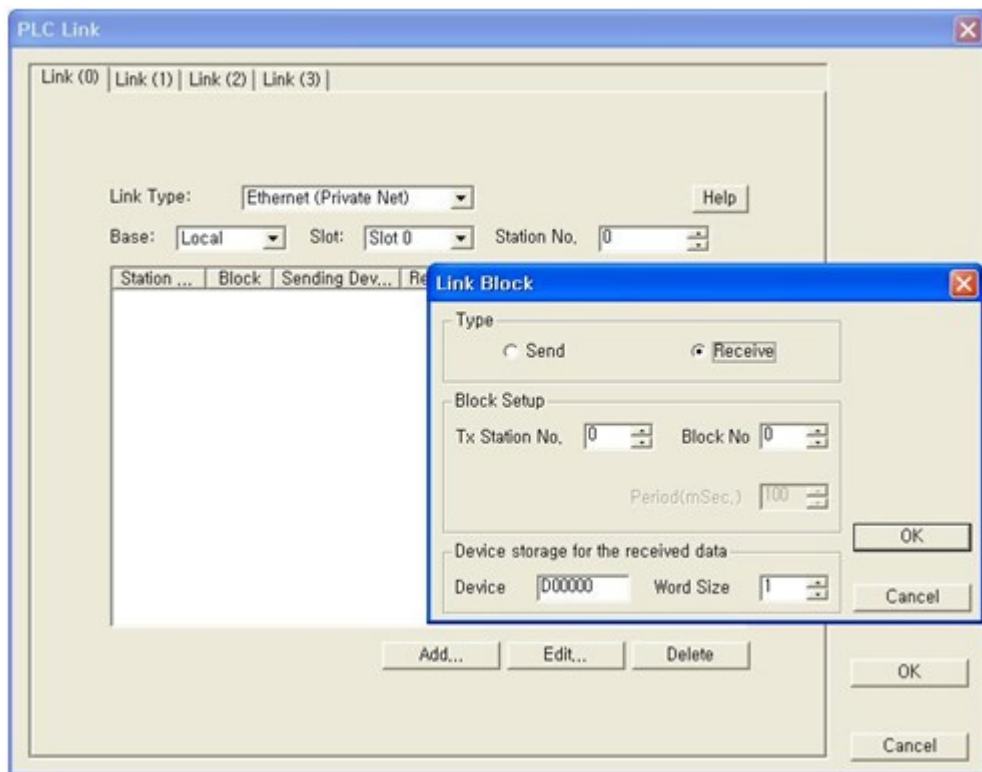 PLC Link
Link (0) Link (1) Link (2) Link (3)
Link Type: Ethernet (Private Net) Help
Base: Local Slot: Slot 0 Station No, 0
Station ... Block Sending Dev... Re
Link Block
Type
Send Receive
Block Setup
Tx Station No, 0 Block No 0
Period(mSec,) 100
Device storage for the received data
Device D00000 Word Size 1
OK
Cancel
Add... Edit... Delete
OK
Cancel